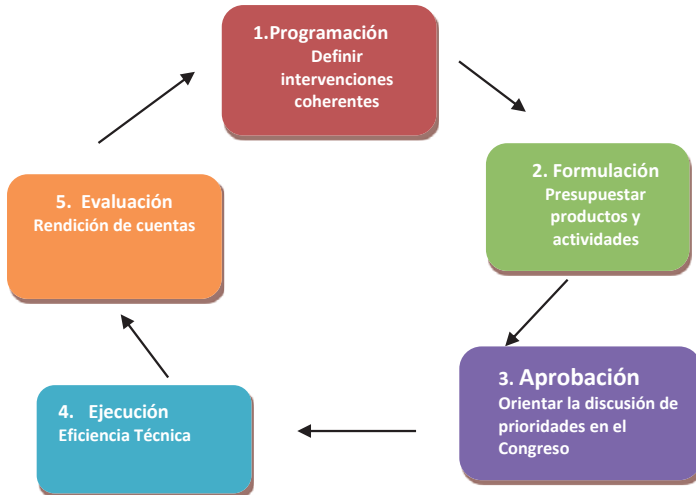 1.Programación
Definir
intervenciones
coherentes
2. Formulación
Presupuestar
productos y
actividades
3. Aprobación
Orientar la discusión de
prioridades en el
Congreso
4. Ejecución
Eficiencia Técnica
5. Evaluación
Rendición de cuentas